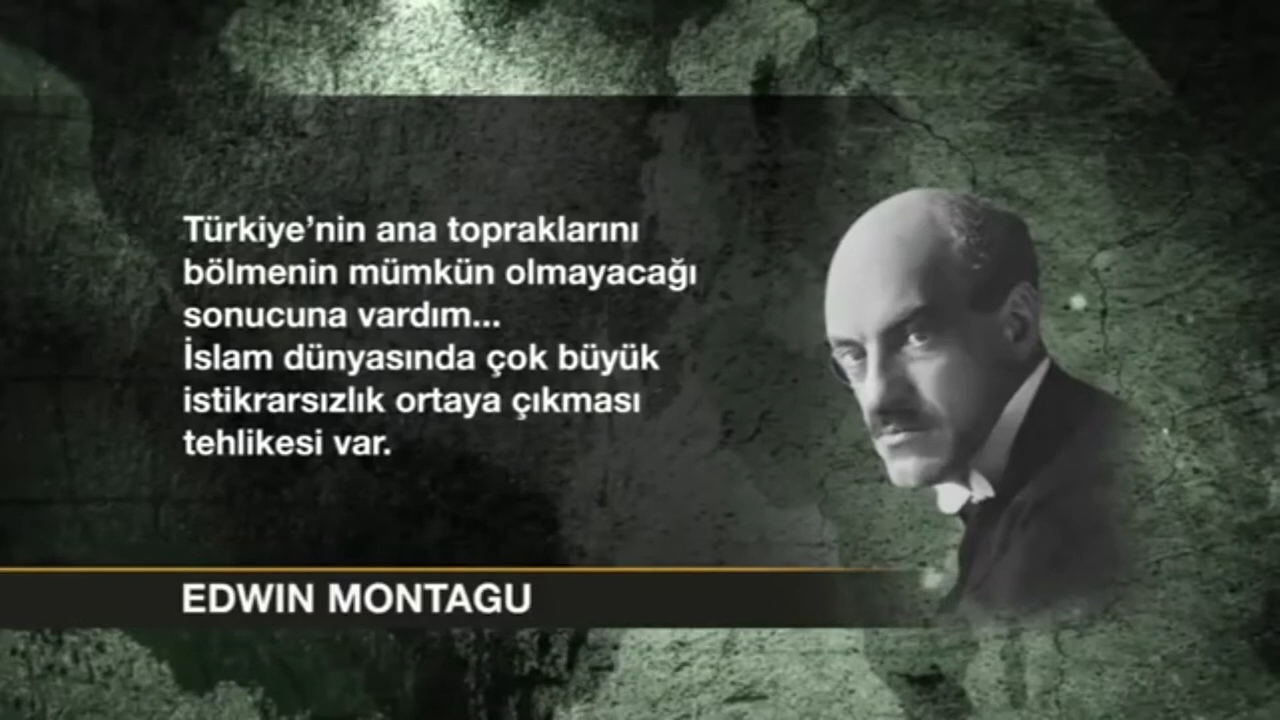 Türkiye’nin ana topraklarını
bölmenin mümkün olmayacağı
sonucuna vardım...
İslam dünyasında çok büyük
istikrarsızlık ortaya çıkması
tehlikesi var.
EDWIN MONTAGU